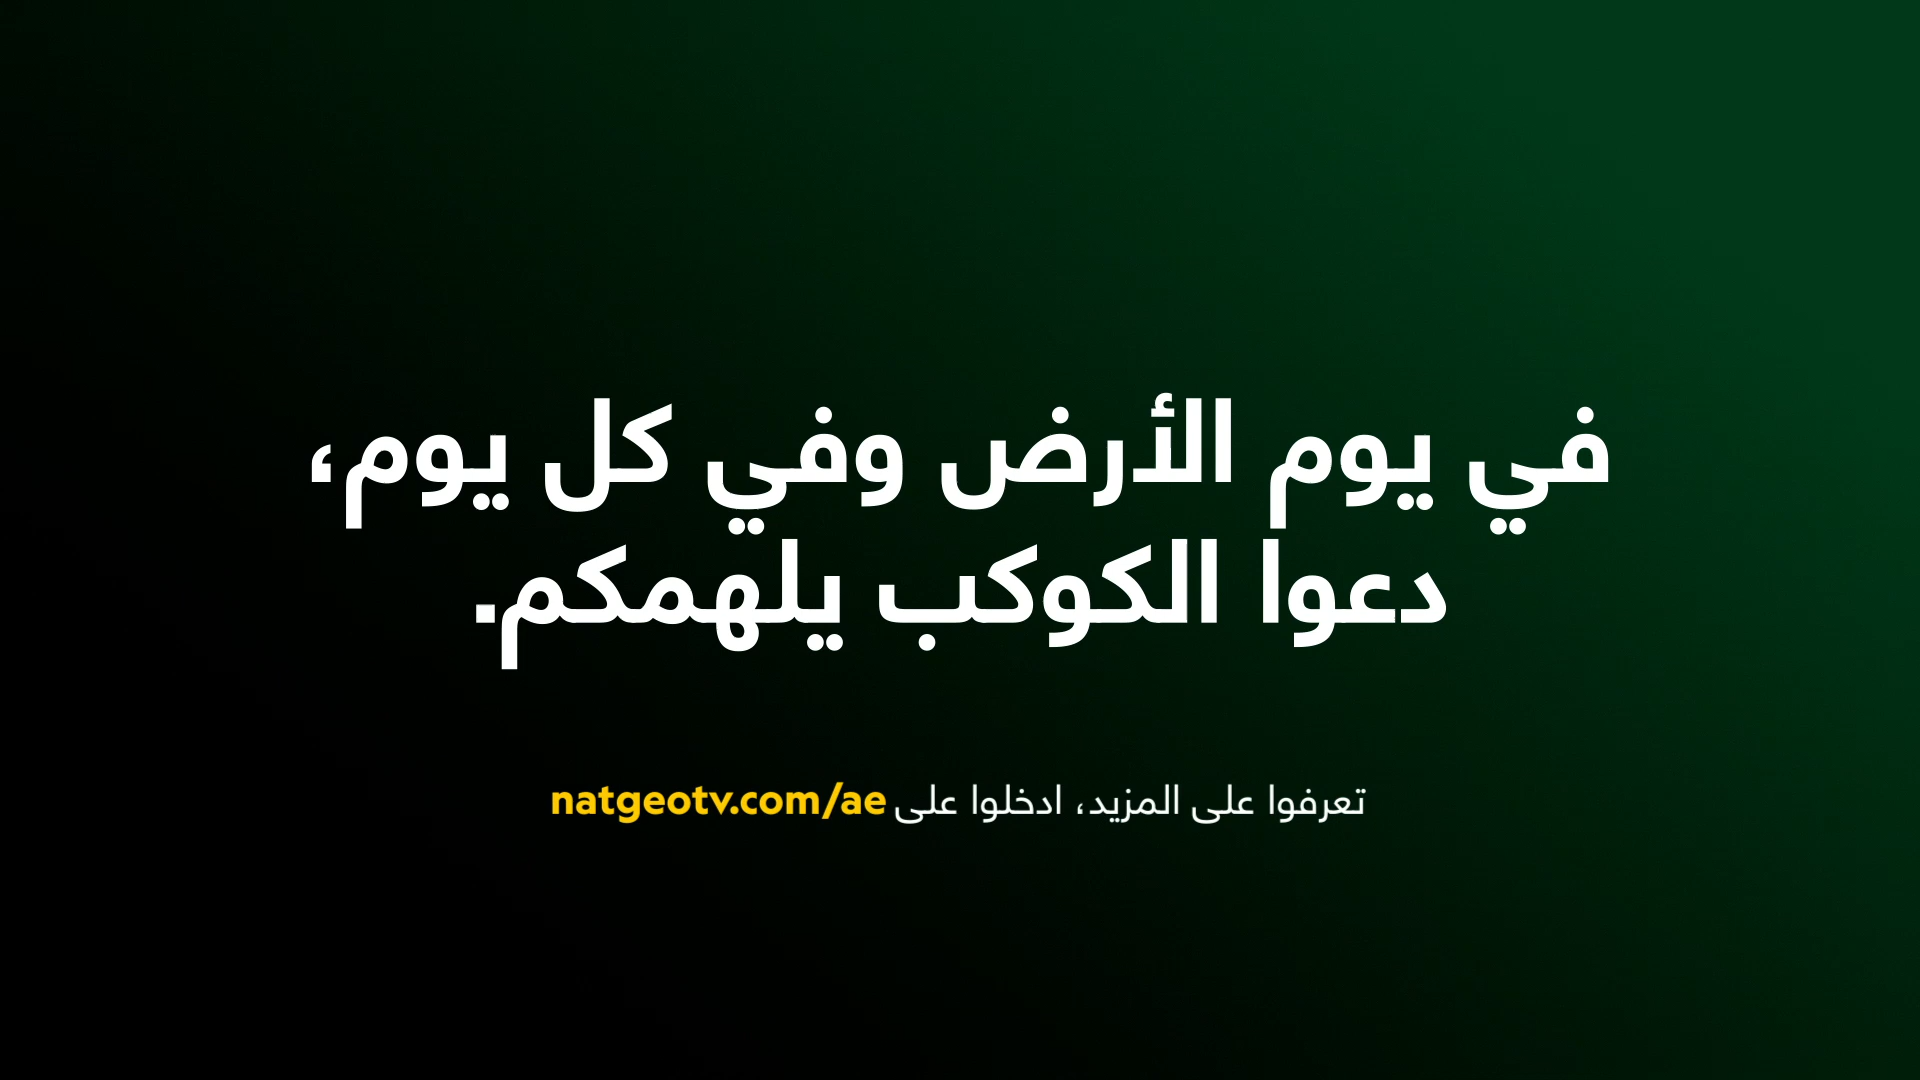 في يوم الأرض وفي كل يوم،
دعوا الكوكب يلهمكم.
تعرفوا على المزيد، ادخلوا على natgeotv.com/ae